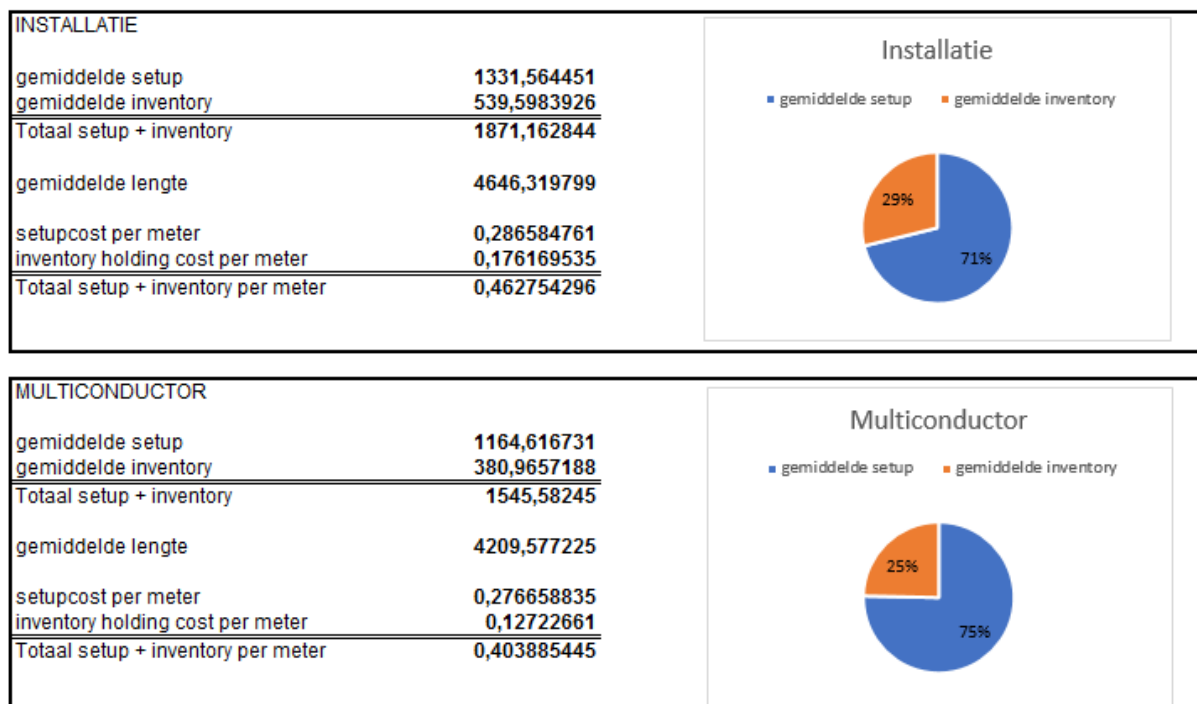 INSTALLATIE
gemiddelde setup 1331,564451
gemiddelde inventory 539,5983926
Totaal setup + inventory 1871,162844
gemiddelde lengte 4646,319799
setupcost per meter 0,286584761
inventory holding cost per meter 0,176169535
Totaal setup + inventory per meter 0,462754296
Installatie
gemiddelde setup gemiddelde inventory
29%
71%
MULTICONDUCTOR
gemiddelde setup 1164,616731
gemiddelde inventory 380,9657188
Totaal setup + inventory 1545,58245
gemiddelde lengte 4209,577225
setupcost per meter 0,276658835
inventory holding cost per meter 0,12722661
Totaal setup + inventory per meter 0,403885445
Multiconductor
gemiddelde setup gemiddelde inventory
25%
75%